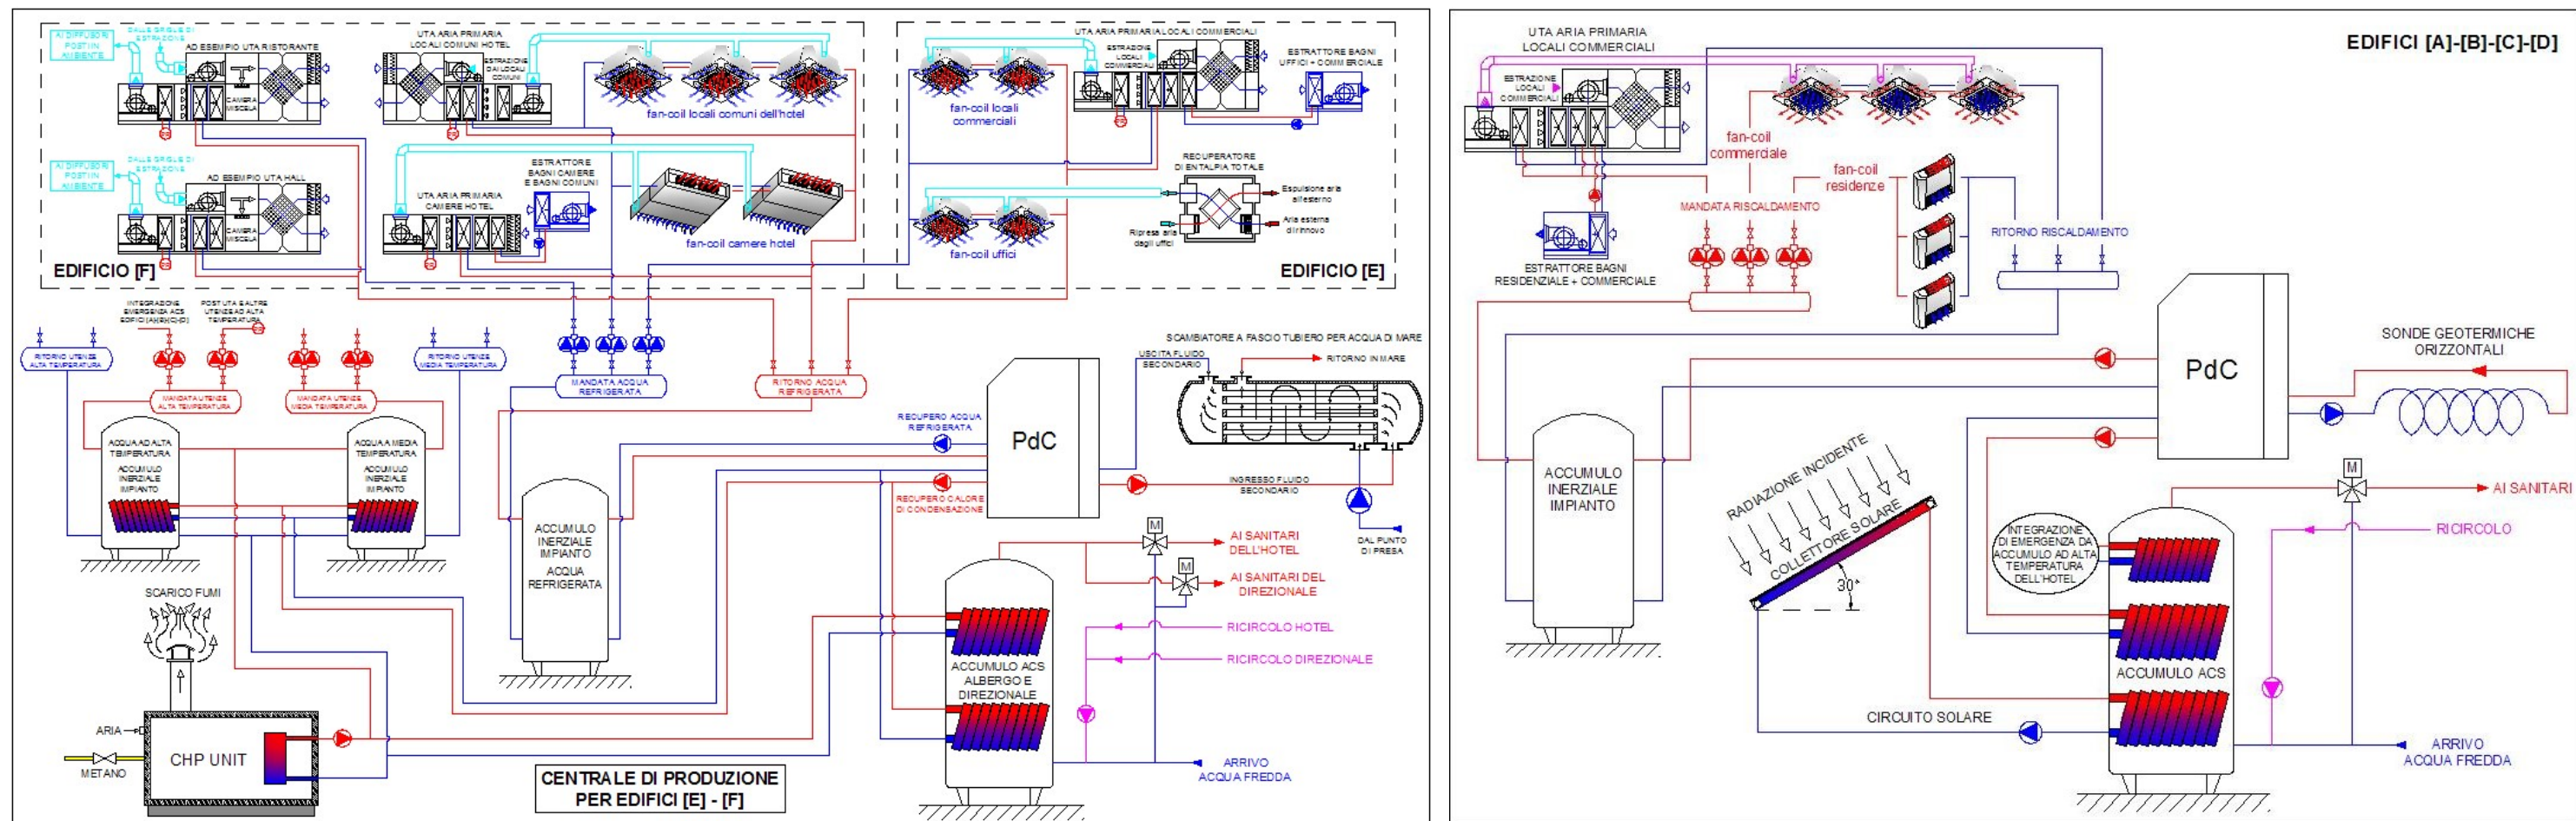 AI DIFFUSORI
POSTI IN
AMBIENTE
DALLE GRIGLIE DI
ESTRAZIONE
AD ESEMPIO UTA RISTORANTE
CAMERA
MISCELA
UTA ARIA PRIMARIA
LOCALI COMUNI HOTEL
ESTRAZIONE
DAI LOCALI
COMUNI
fan-coil locali comuni dell'hotel
AI DIFFUSORI
POSTI IN
AMBIENTE
DALLE GRIGLIE DI
ESTRAZIONE
AD ESEMPIO UTA HALL
CAMERA
MISCELA
UTA ARIA PRIMARIA
CAMERE HOTEL
ESTRATTORE
BAGNI CAMERE
E BAGNI COMUNI
fan-coil camere hotel
EDIFICIO [F]
fan-coil locali
commerciali
UTA ARIA PRIMARIA LOCALI COMMERCIALI
ESTRAZIONE
LOCALI
COMMERCIALI
ESTRATTORE BAGNI
UFFICI + COMMERCIALE
RECUPERATORE
DI ENTALPIA TOTALE
Espulsione aria
all'esterno
Ripresa aria
dagli uffici
Aria esterna
di rinnovo
fan-coil uffici
EDIFICIO [E]
INTEGRAZIONE
EMERGENZA ACS
EDIFICI [A]-[B]-[C]-[D]
POST UTA E ALTRE
UTENZE AD ALTA
TEMPERATURA
RITORNO UTENZE
ALTA TEMPERATURA
MANDATA UTENZE
ALTA TEMPERATURA
MANDATA UTENZE
MEDIA TEMPERATURA
RITORNO UTENZE
MEDIA TEMPERATURA
MANDATA ACQUA
REFRIGERATA
RITORNO ACQUA
REFRIGERATA
ACQUA AD ALTA
TEMPERATURA
ACCUMULO
INERZIALE
IMPIANTO
ACQUA A MEDIA
TEMPERATURA
ACCUMULO
INERZIALE
IMPIANTO
SCAMBIATORE A FASCIO TUBIERO PER ACQUA DI MARE
USCITA FLUIDO
SECONDARIO
RITORNO IN MARE
RECUPERO ACQUA
REFRIGERATA
PdC
RECUPERO CALORE
DI CONDENSAZIONE
INGRESSO FLUIDO
SECONDARIO
DAL PUNTO
DI PRESA
ACCUMULO
INERZIALE
IMPIANTO
ACQUA
REFRIGERATA
M
AI SANITARI
DELL'HOTEL
M
AI SANITARI DEL
DIREZIONALE
RICIRCOLO HOTEL
RICIRCOLO DIREZIONALE
ACCUMULO ACS
ALBERGO E
DIREZIONALE
ARRIVO
ACQUA FREDDA
SCARICO FUMI
ARIA
METANO
CHP UNIT
CENTRALE DI PRODUZIONE
PER EDIFICI [E] - [F]
UTA ARIA PRIMARIA
LOCALI COMMERCIALI
EDIFICI [A]-[B]-[C]-[D]
ESTRAZIONE
LOCALI
COMMERCIALI
fan-coil
commerciale
fan-coil
residenze
MANDATA RISCALDAMENTO
RITORNO RISCALDAMENTO
ESTRATTORE BAGNI
RESIDENZIALE + COMMERCIALE
PdC
SONDE GEOTERMICHE
ORIZZONTALI
ACCUMULO
INERZIALE
IMPIANTO
RADIAZIONE INCIDENTE
COLLETTORE SOLARE
30°
M
AI SANITARI
RICIRCOLO
INTEGRAZIONE
DI EMERGENZA DA
ACCUMULO AD ALTA
TEMPERATURA
DELL'HOTEL
ACCUMULO ACS
CIRCUITO SOLARE
ARRIVO
ACQUA FREDDA